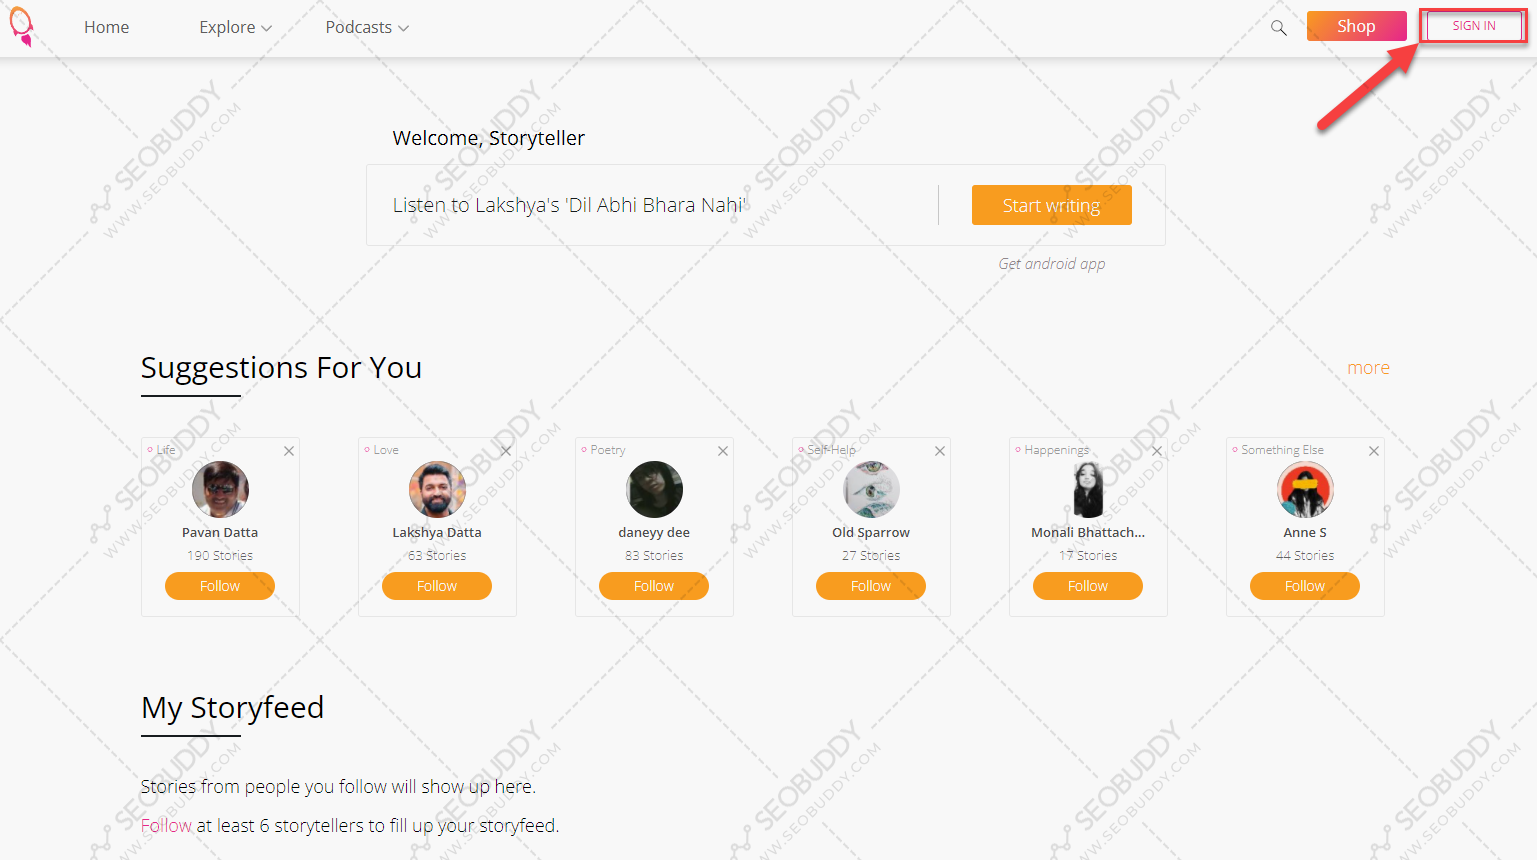 Home Explore Podcasts Shop SIGN IN
Welcome, Storyteller
Listen to Lakshya's 'Dil Abhi Bhara Nahi' Start writing
Get android app
Suggestions For You more
Life Love Poetry Self-Help Happenings Something Else
Pavan Datta Lakshya Datta daneyy dee Old Sparrow Monali Bhattach... Anne S
190 Stories 63 Stories 83 Stories 27 Stories 17 Stories 44 Stories
Follow Follow Follow Follow Follow Follow
My Storyfeed
Stories from people you follow will show up here.
Follow at least 6 storytellers to fill up your storyfeed.
SEOBUDDY
WWW.SEOBUDDY.COM